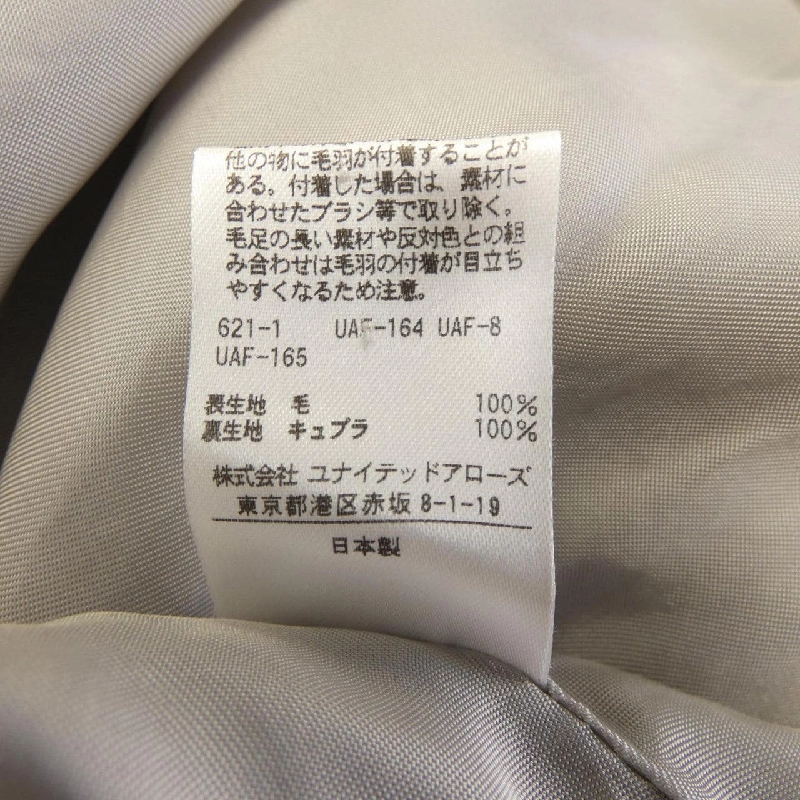 他の物に毛羽が付着することが
ある。付着した場合は、素材に
合わせたブラシ等で取り除く。
毛足の長い素材や反対色との組
み合わせは毛羽の付着が目立ち
やすくなるため注意。
621-1 UAF-164 UAF-8
UAF-165
表生地 毛 100%
裏生地 キュプラ 100%
株式会社 ユナイテッドアローズ
東京都港区赤坂 8-1-19
日本製